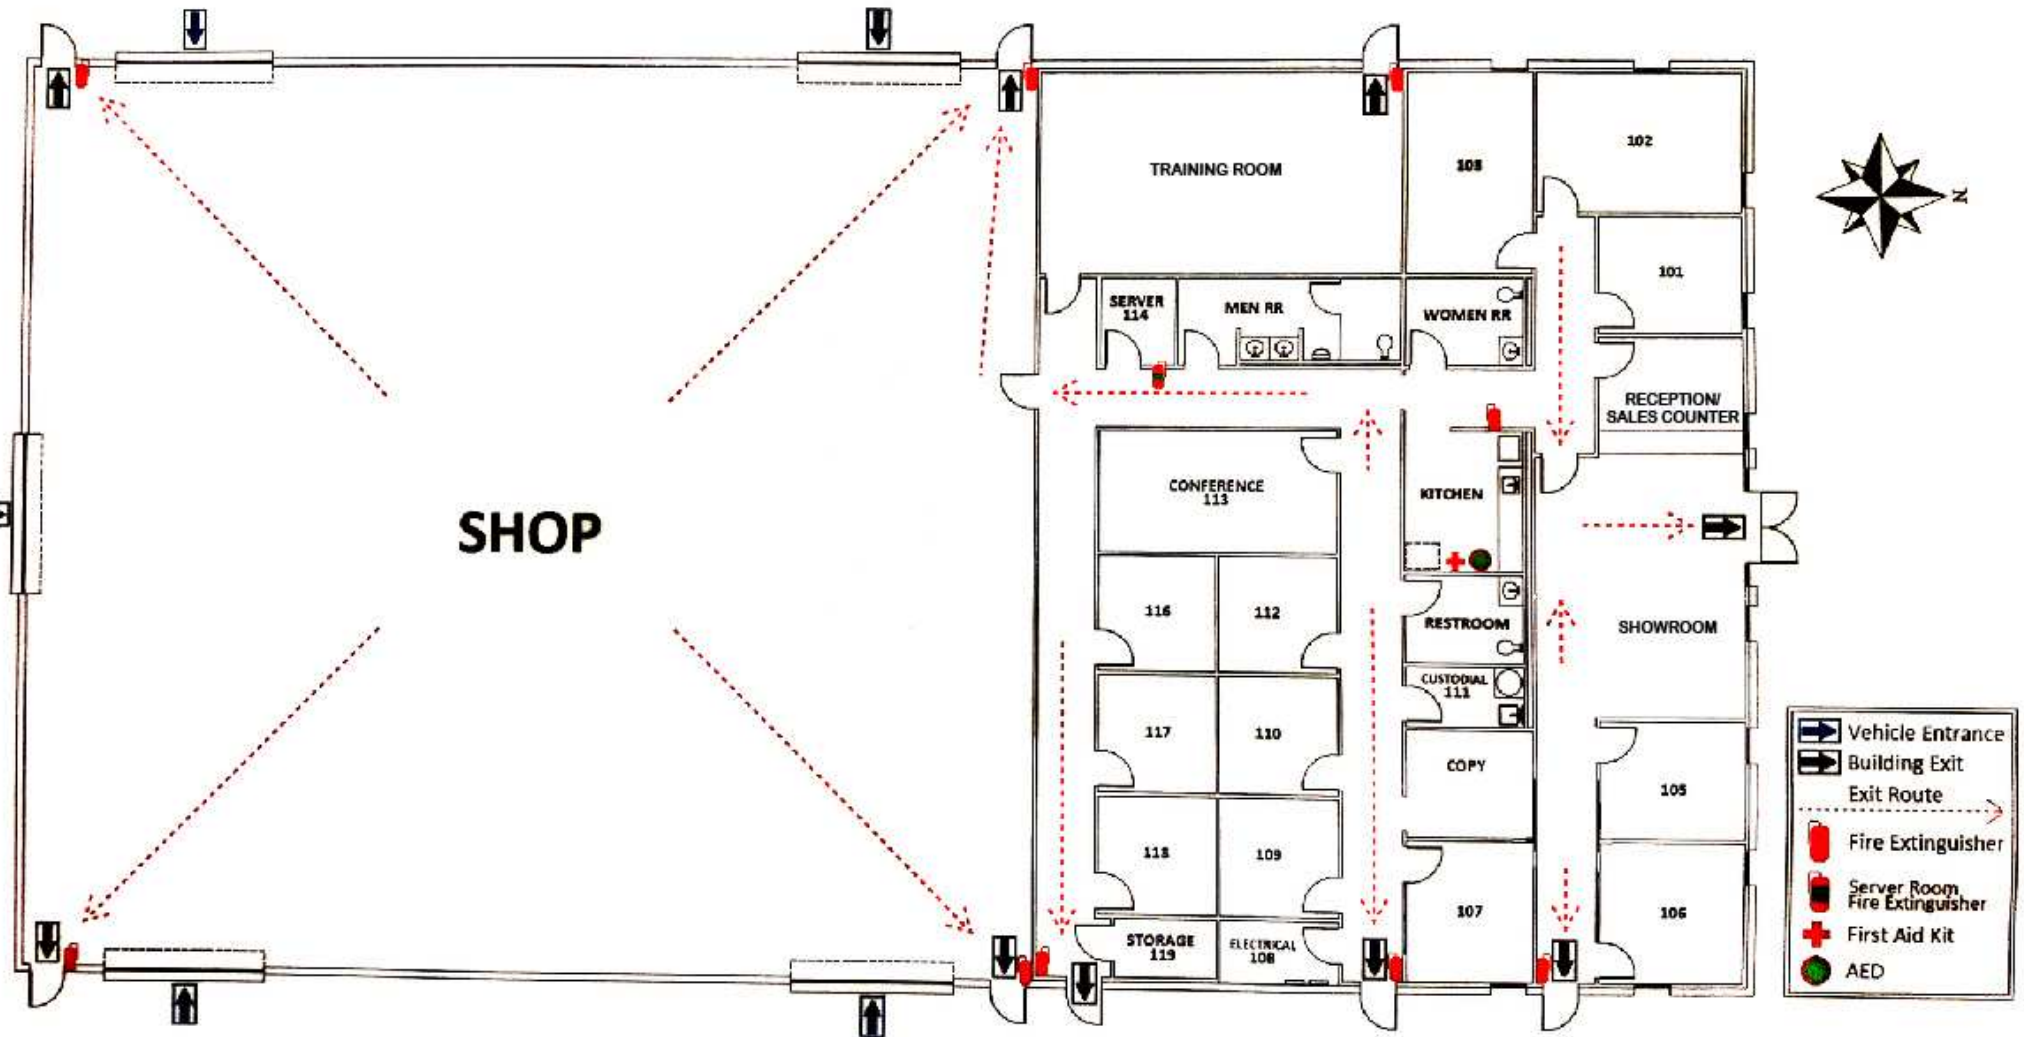 TRAINING ROOM
103
102
N
101
SERVER
114
MEN RR
WOMEN RR
RECEPTION/
SALES COUNTER
SHOP
CONFERENCE
113
KITCHEN
116
112
RESTROOM
SHOWROOM
CUSTODIAL
111
117
110
COPY
105
118
109
107
106
STORAGE
119
ELECTRICAL
108
Vehicle Entrance
Building Exit
Exit Route
Fire Extinguisher
Server Room
Fire Extinguisher
First Aid Kit
AED